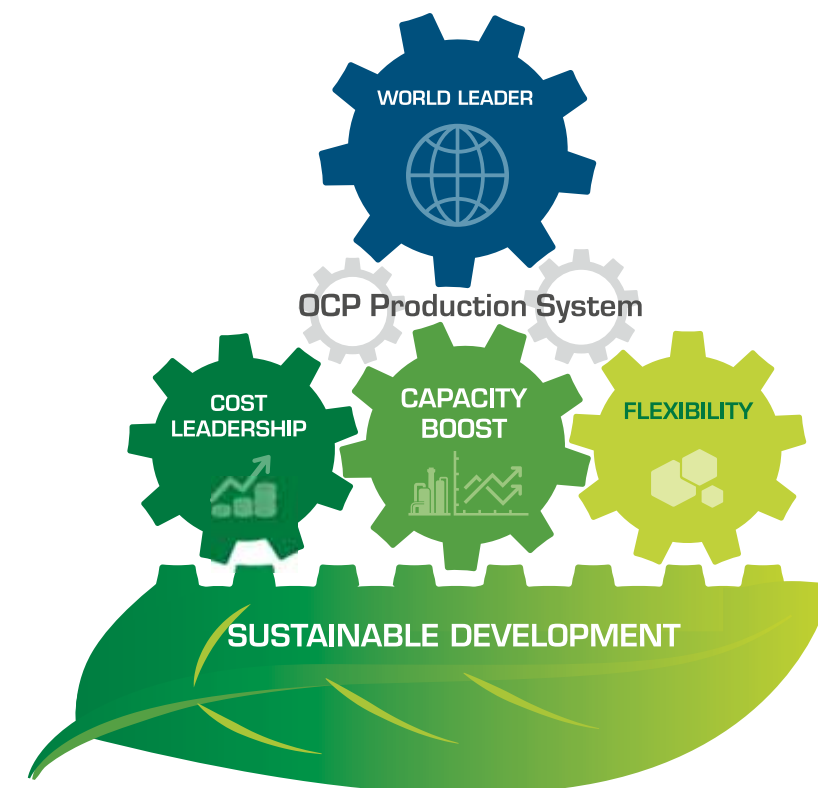 WORLD LEADER
OCP Production System
COST
LEADERSHIP
CAPACITY
BOOST
FLEXIBILITY
SUSTAINABLE DEVELOPMENT